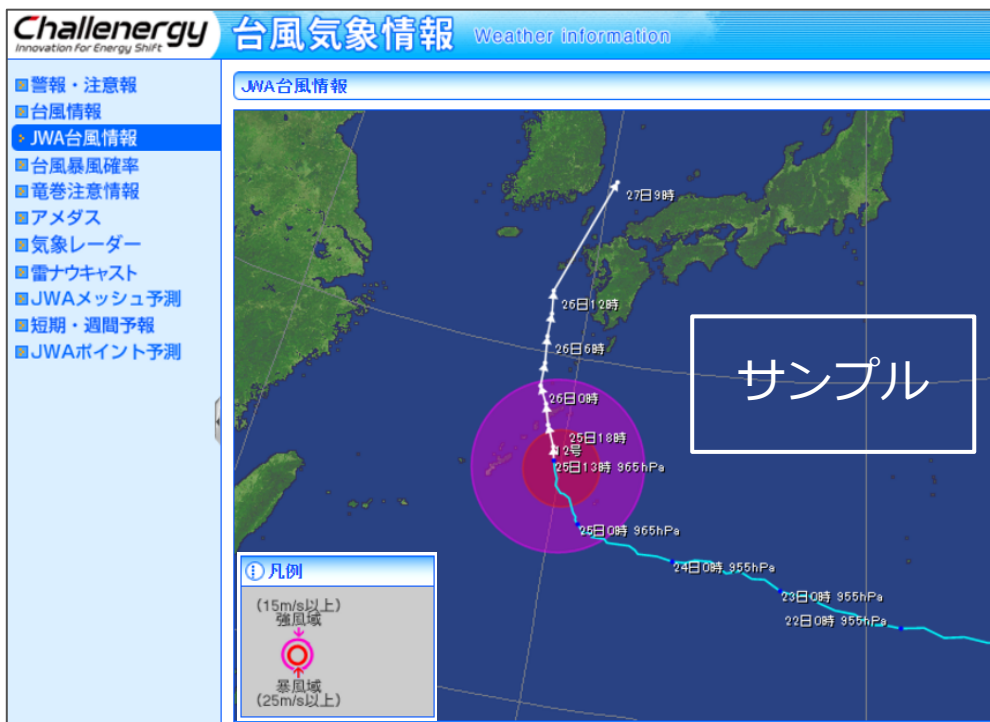 Challenergy
Innovation For Energy Shift
台風気象情報 Weather information
警報・注意報
台風情報
JWA台風情報
台風暴風確率
竜巻注意情報
アメダス
気象レーダー
雷ナウキャスト
JWAメッシュ予測
短期・週間予報
JWAポイント予測
JWA台風情報
27日9時
26日12時
26日6時
26日0時
25日18時
12号
25日13時 965hPa
25日0時 965hPa
24日0時 955hPa
23日0時 955hPa
22日0時 955hPa
サンプル
凡例
(15m/s以上)
強風域
暴風域
(25m/s以上)